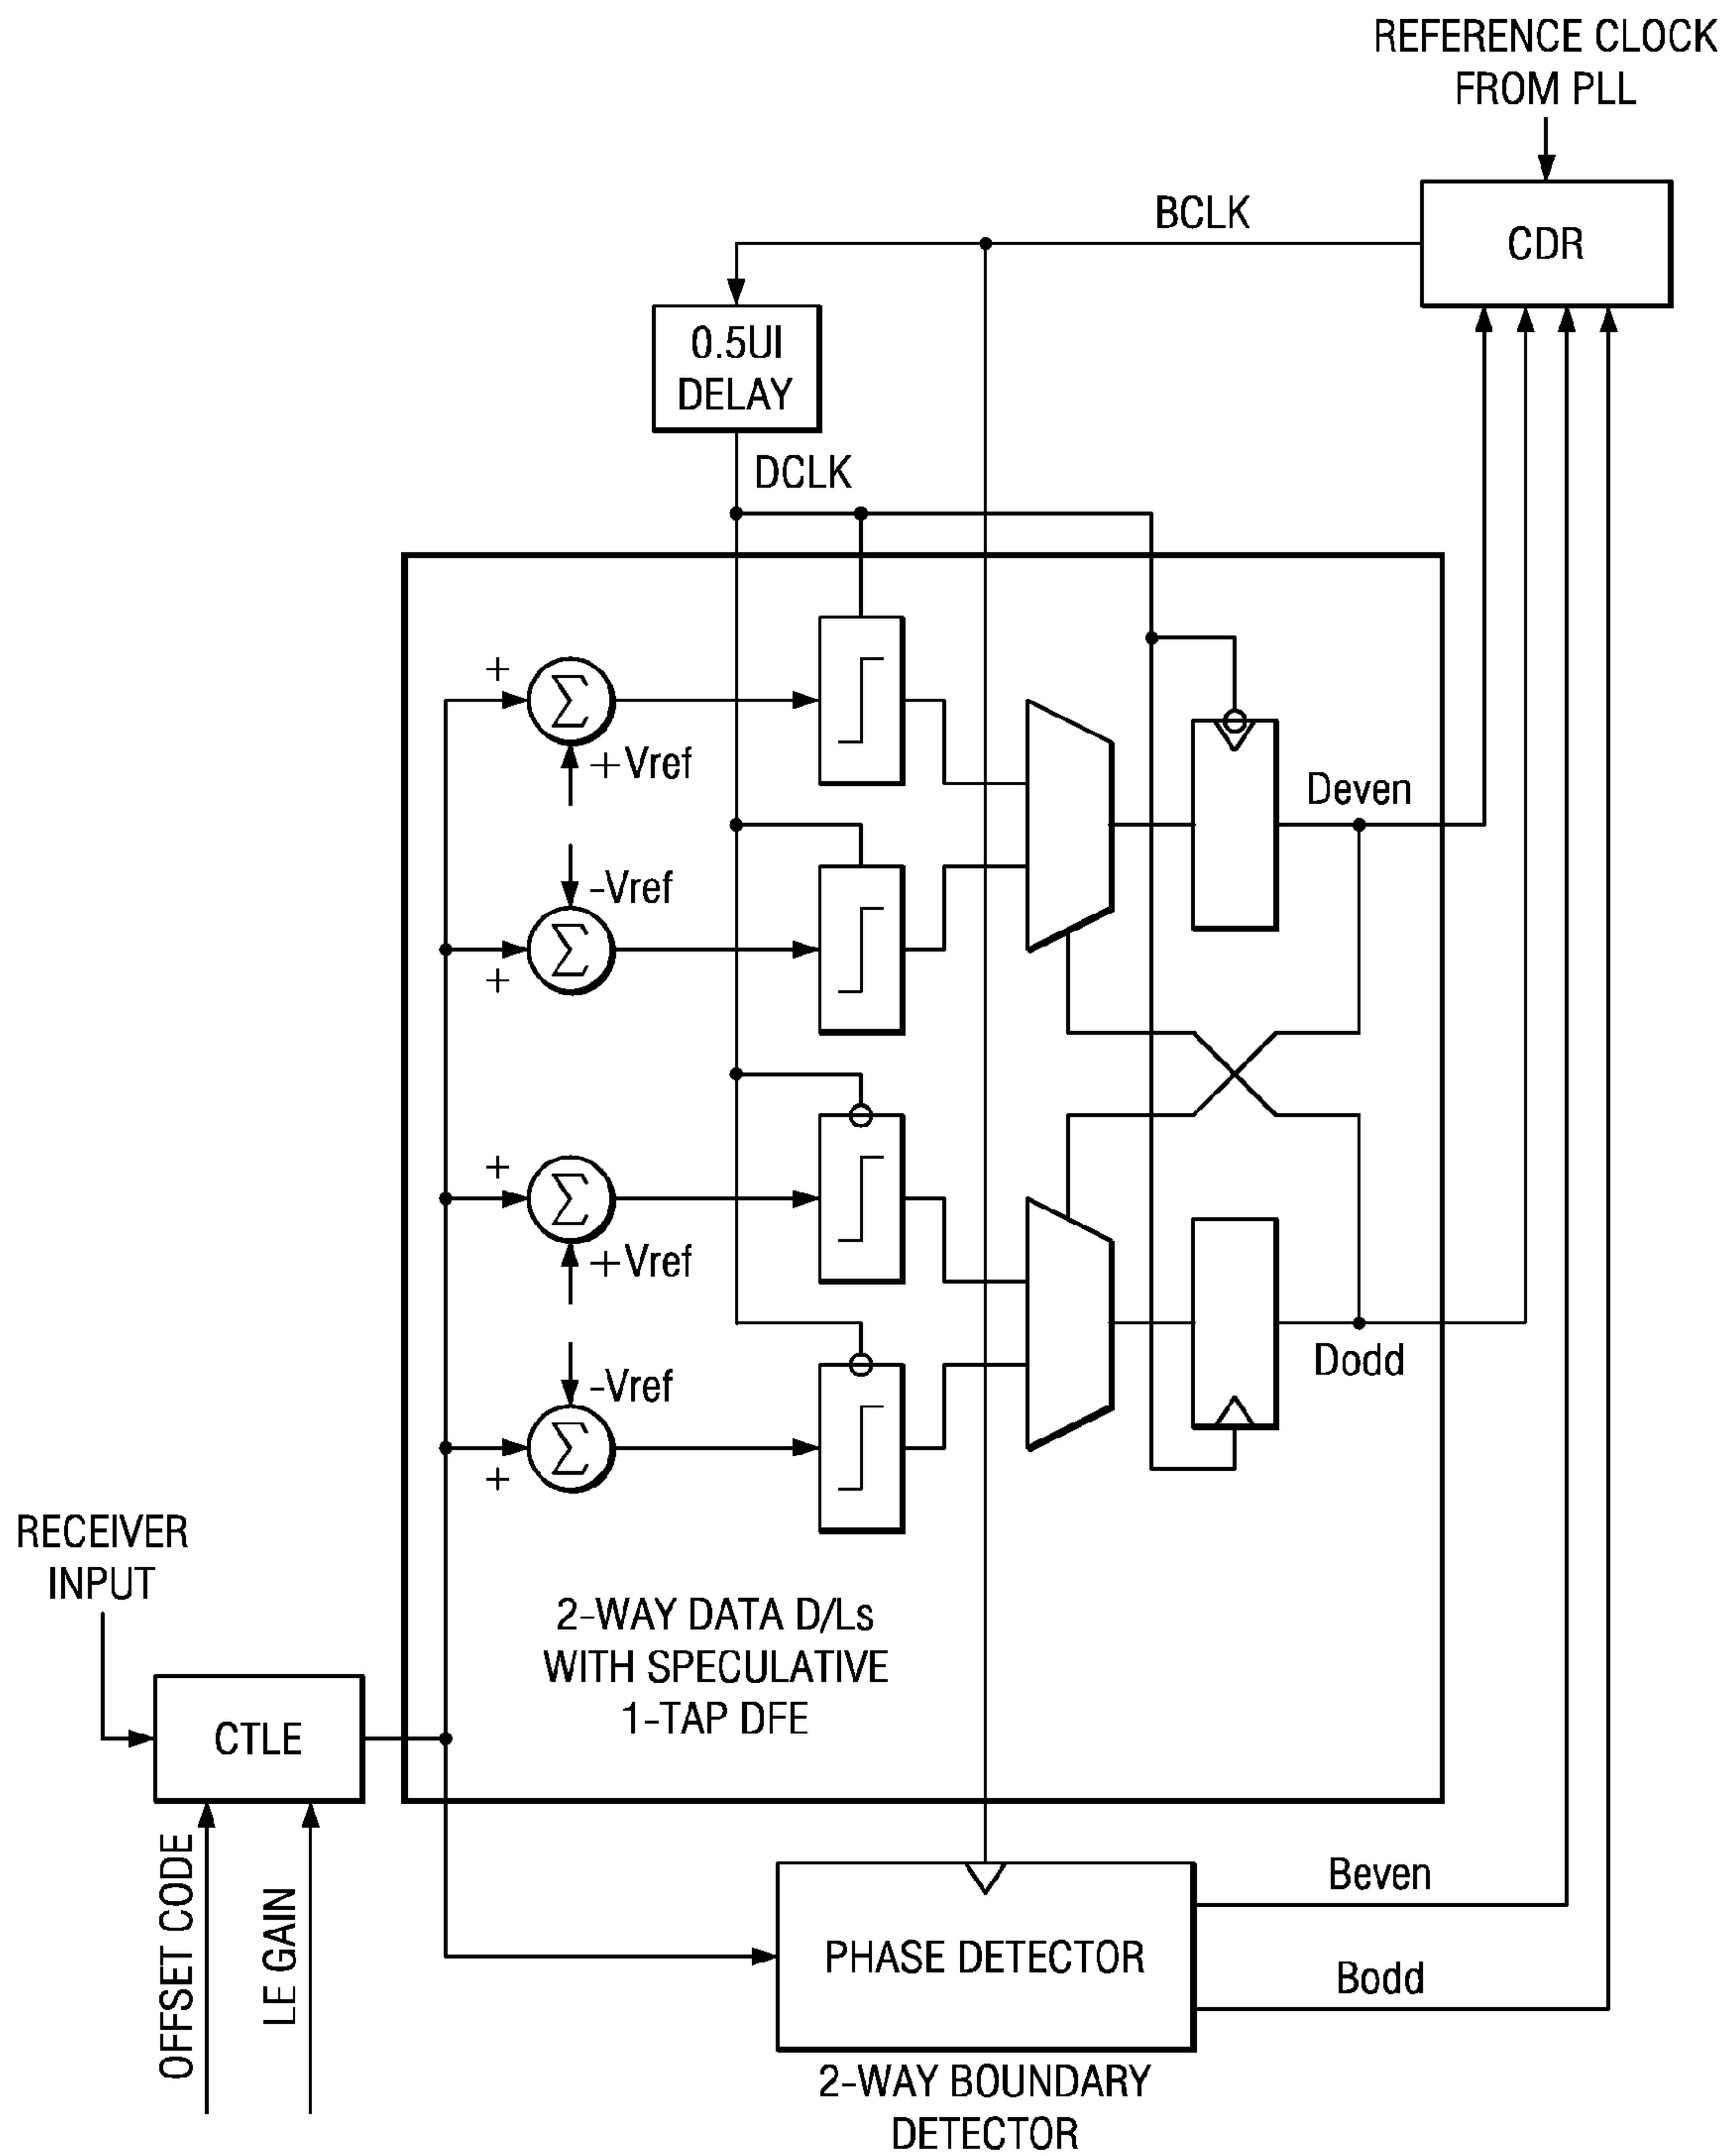 REFERENCE CLOCK
FROM PLL
BCLK
CDR
0.5UI
DELAY
DCLK
+
Σ
+Vref
Deven
-Vref
Σ
+
+
Σ
+Vref
Dodd
-Vref
Σ
+
RECEIVER
INPUT
2-WAY DATA D/Ls
WITH SPECULATIVE
1-TAP DFE
CTLE
OFFSET CODE
LE GAIN
Beven
PHASE DETECTOR
Bodd
2-WAY BOUNDARY
DETECTOR